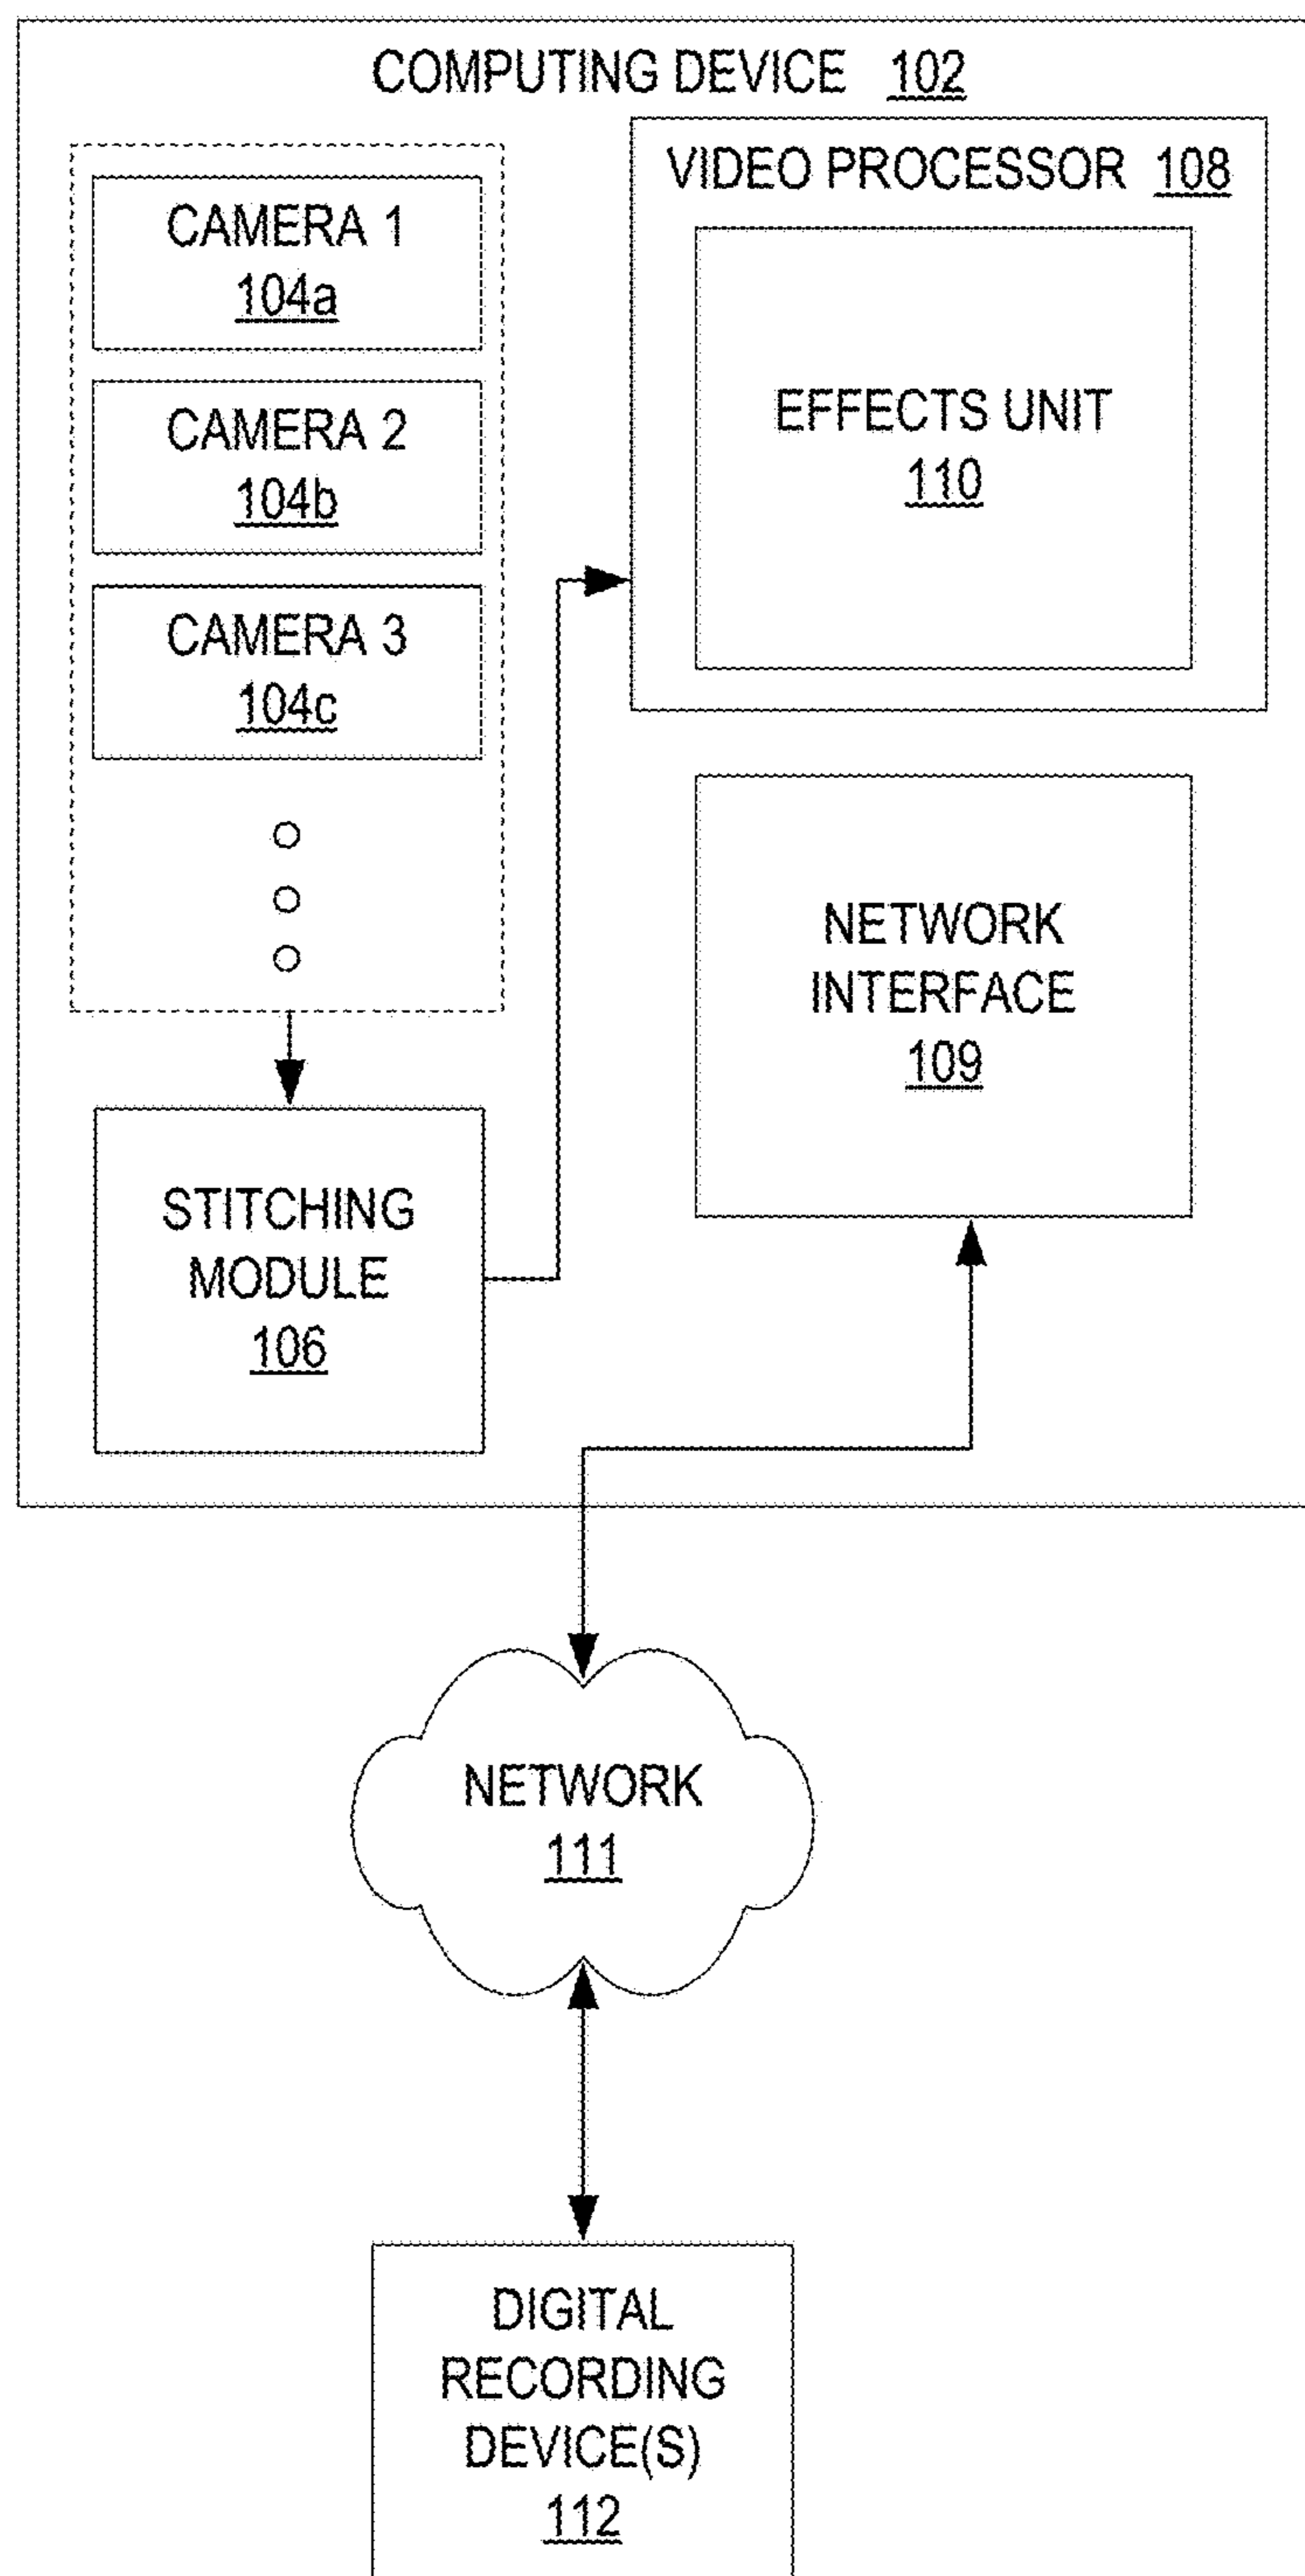 COMPUTING DEVICE 102
CAMERA 1
104a
CAMERA 2
104b
CAMERA 3
104c
STITCHING
MODULE
106
VIDEO PROCESSOR 108
EFFECTS UNIT
110
NETWORK
INTERFACE
109
NETWORK
111
DIGITAL
RECORDING
DEVICE(S)
112